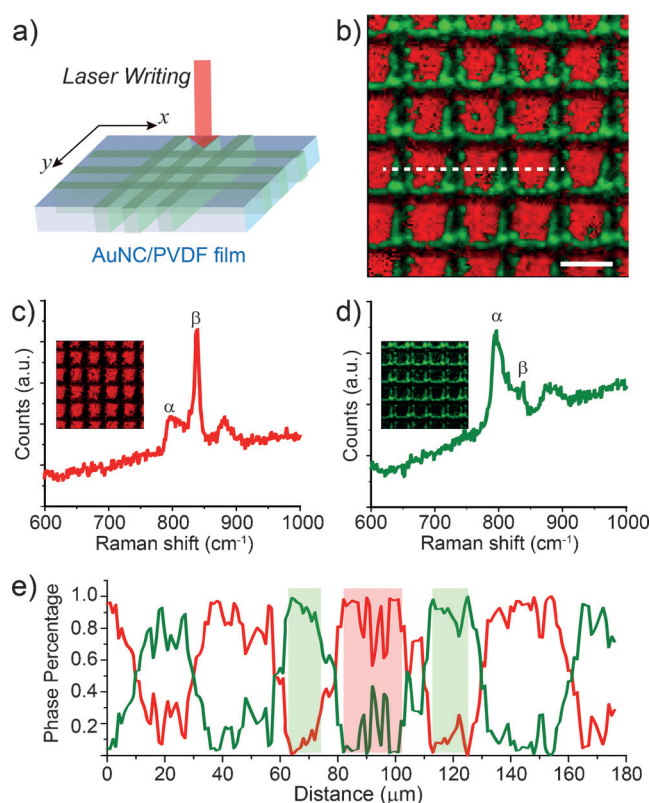 a)
Laser Writing
x
y
AuNC/PVDF film
b)
c)
β
α
Counts (a.u.)
600 700 800 900 1000
Raman shift (cm⁻¹)
d)
α
β
Counts (a.u.)
600 700 800 900 1000
Raman shift (cm⁻¹)
e)
Phase Percentage
1.0
0.8
0.6
0.4
0.2
0 20 40 60 80 100 120 140 160 180
Distance (μm)